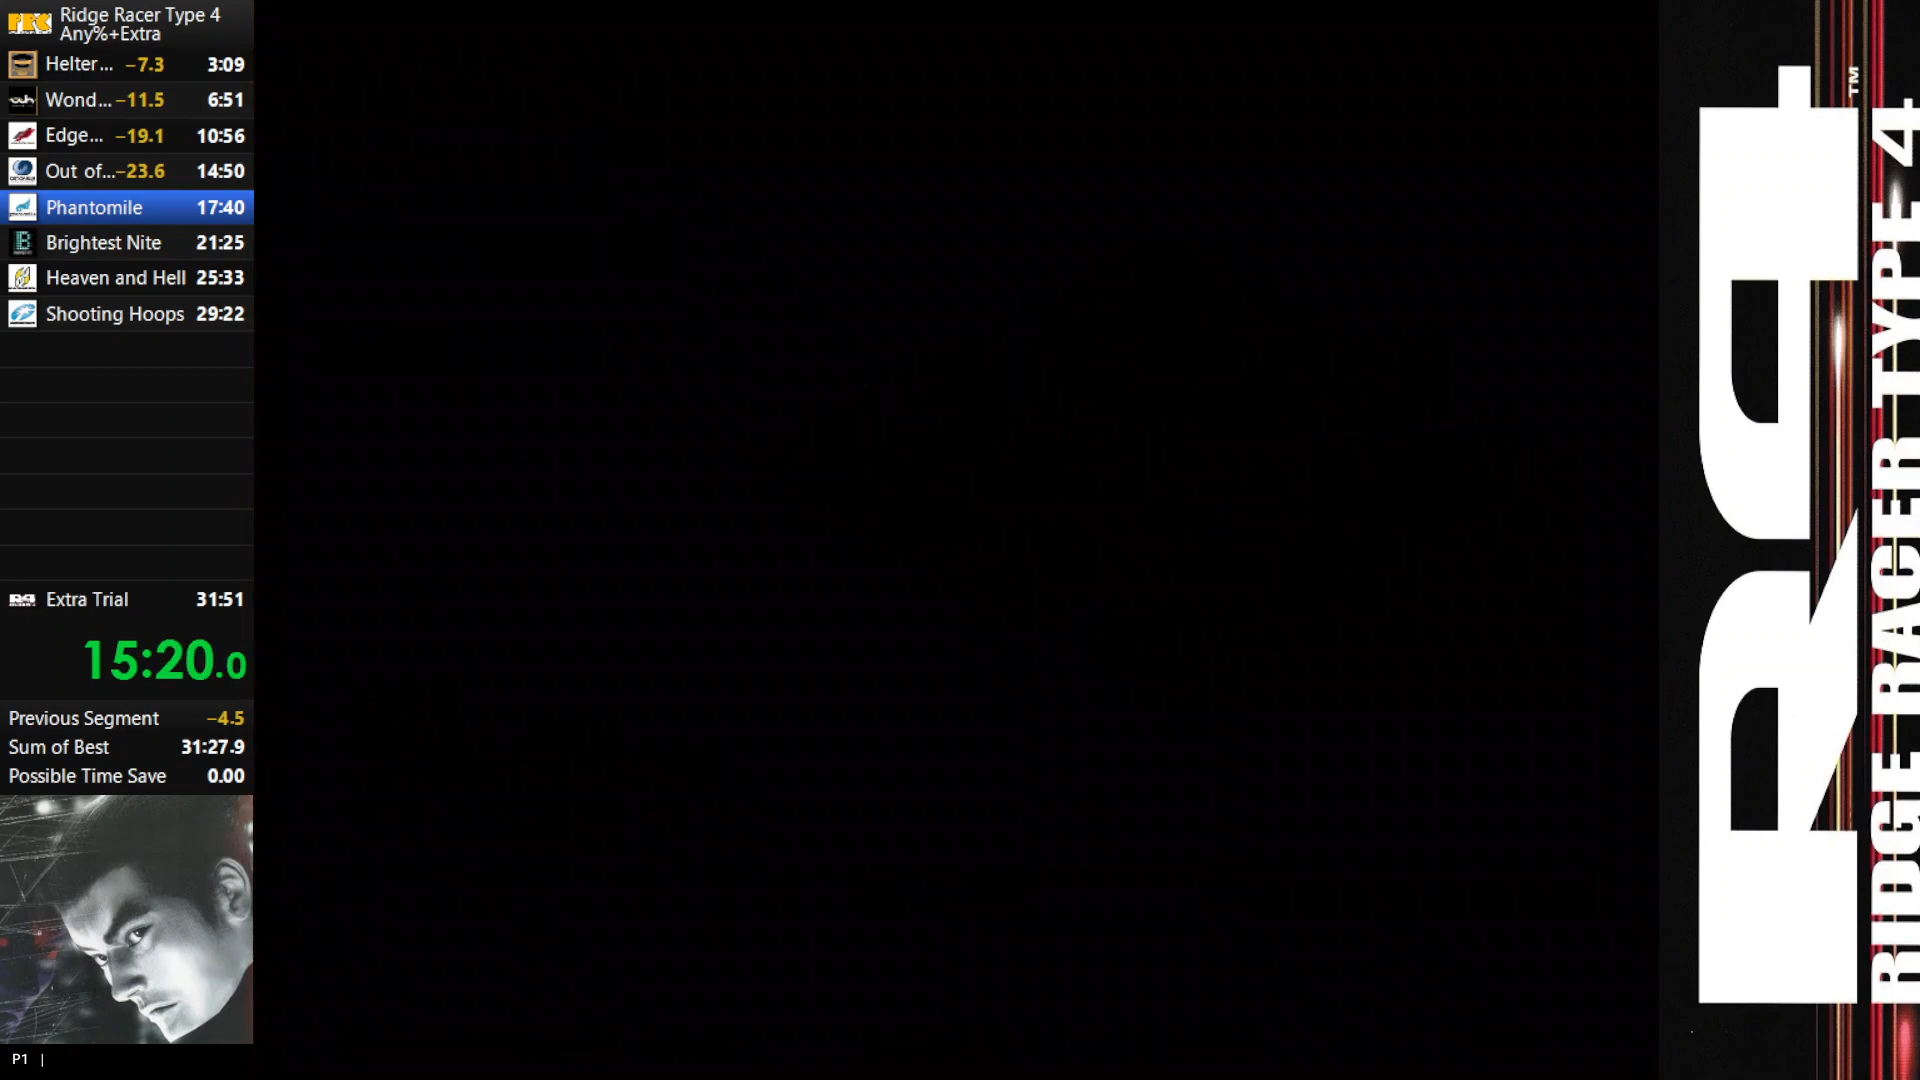 Ridge Racer Type 4
Any%+Extra
Helter... −7.3 3:09
Wond... −11.5 6:51
Edge... −19.1 10:56
Out of... −23.6 14:50
Phantomile 17:40
Brightest Nite 21:25
Heaven and Hell 25:33
Shooting Hoops 29:22
Extra Trial 31:51
15:20.0
Previous Segment −4.5
Sum of Best 31:27.9
Possible Time Save 0.00
P1 |
R4 TM
RIDGE RACER TYPE 4